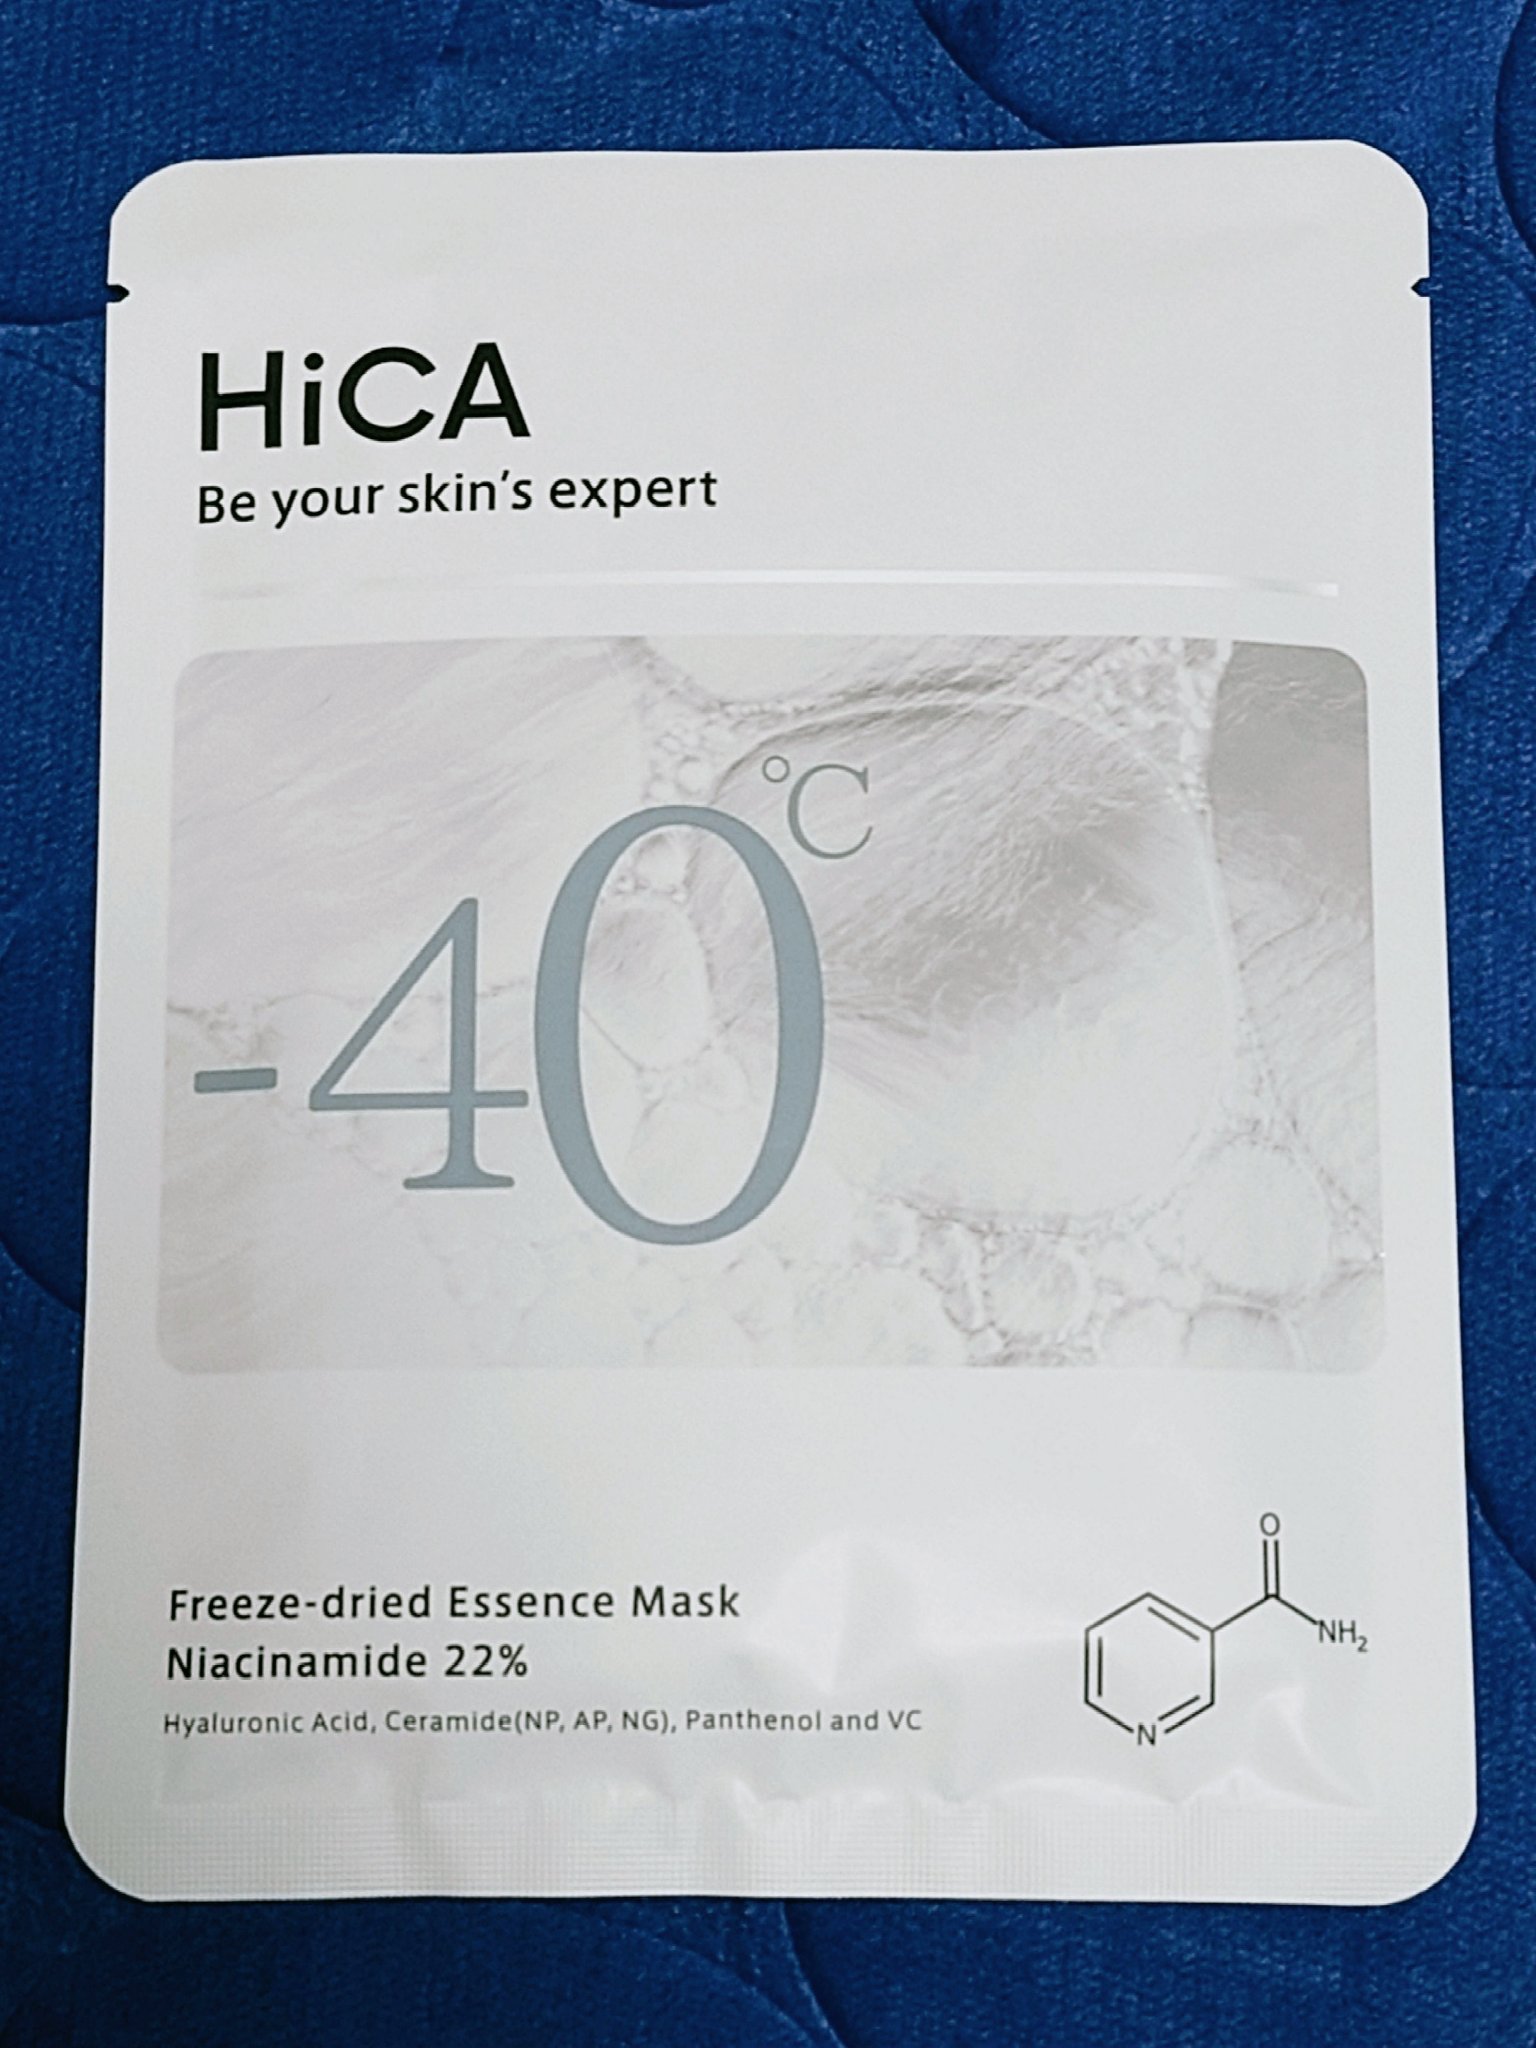 HiCA
Be your skin's expert
-40℃
Freeze-dried Essence Mask
Niacinamide 22%
Hyaluronic Acid, Ceramide(NP, AP, NG), Panthenol and VC
O
NH₂
N